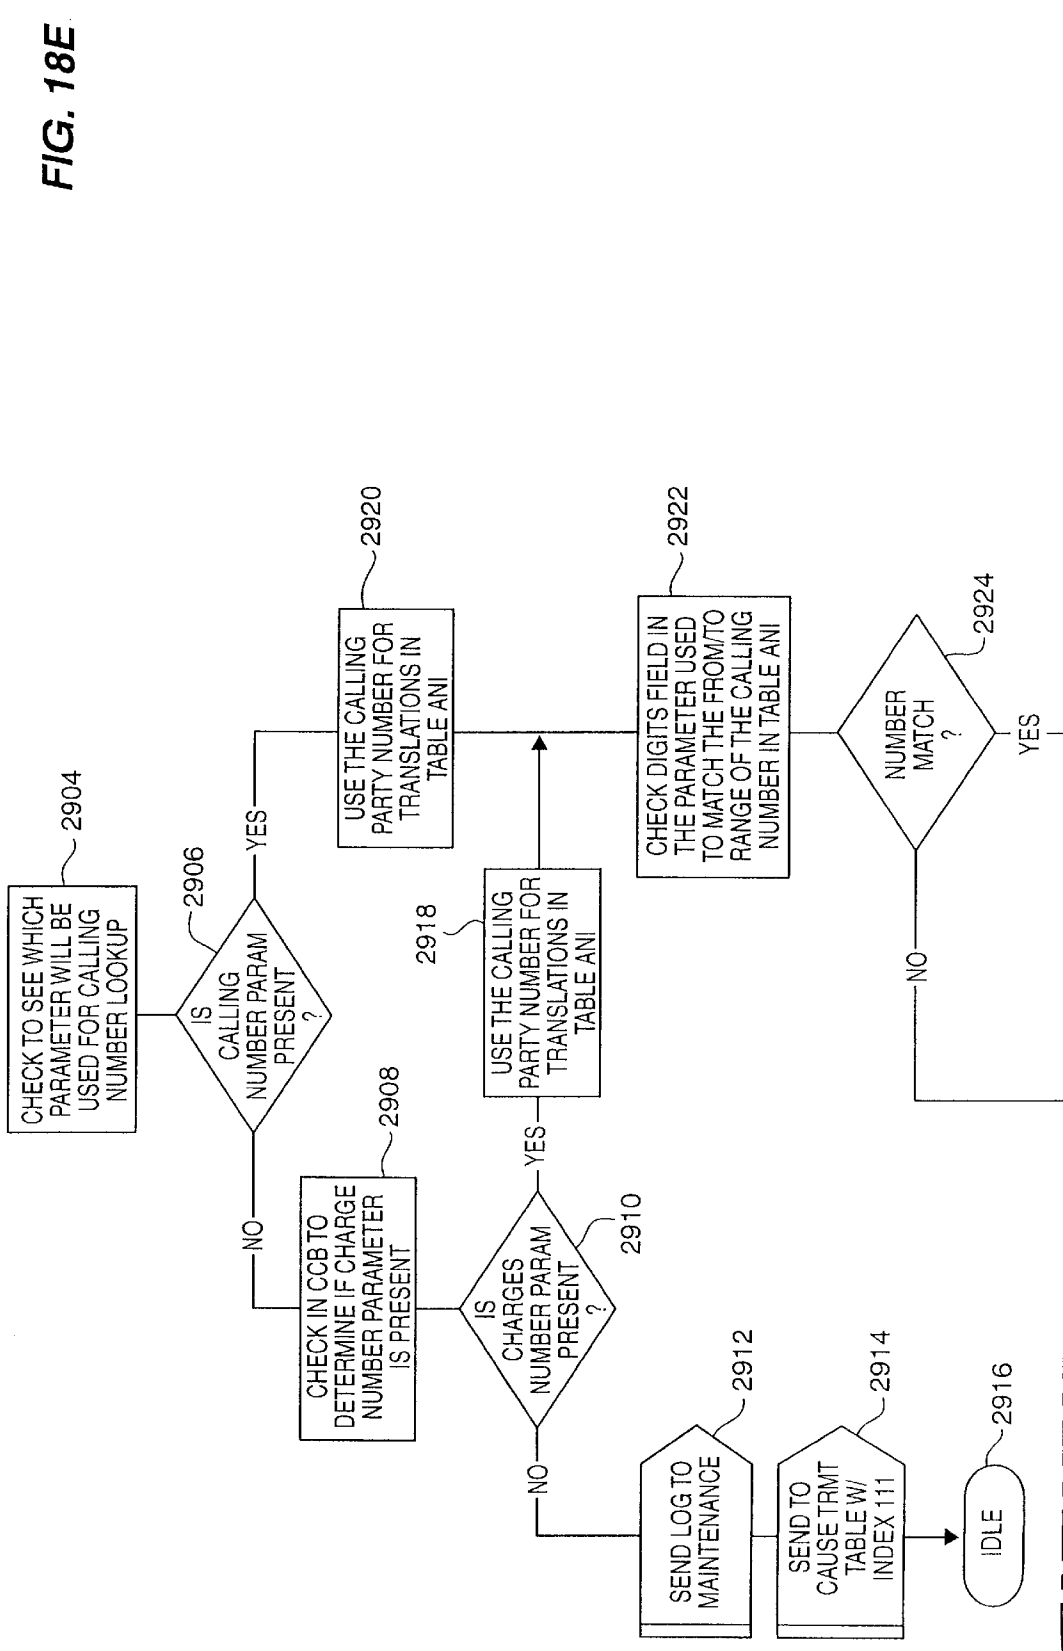 FIG. 18E
CHECK TO SEE WHICH
PARAMETER WILL BE
USED FOR CALLING
NUMBER LOOKUP
2904
IS
CALLING
NUMBER PARAM
PRESENT
?
2906
NO
YES
CHECK IN CCB TO
DETERMINE IF CHARGE
NUMBER PARAMETER
IS PRESENT
2908
USE THE CALLING
PARTY NUMBER FOR
TRANSLATIONS IN
TABLE ANI
2920
IS
CHARGES
NUMBER PARAM
PRESENT
?
2910
NO
YES
USE THE CALLING
PARTY NUMBER FOR
TRANSLATIONS IN
TABLE ANI
2918
SEND LOG TO
MAINTENANCE
2912
SEND TO
CAUSE TRMT
TABLE W/
INDEX 111
2914
IDLE
2916
CHECK DIGITS FIELD IN
THE PARAMETER USED
TO MATCH THE FROM/TO
RANGE OF THE CALLING
NUMBER IN TABLE ANI
2922
NUMBER
MATCH
?
2924
NO
YES